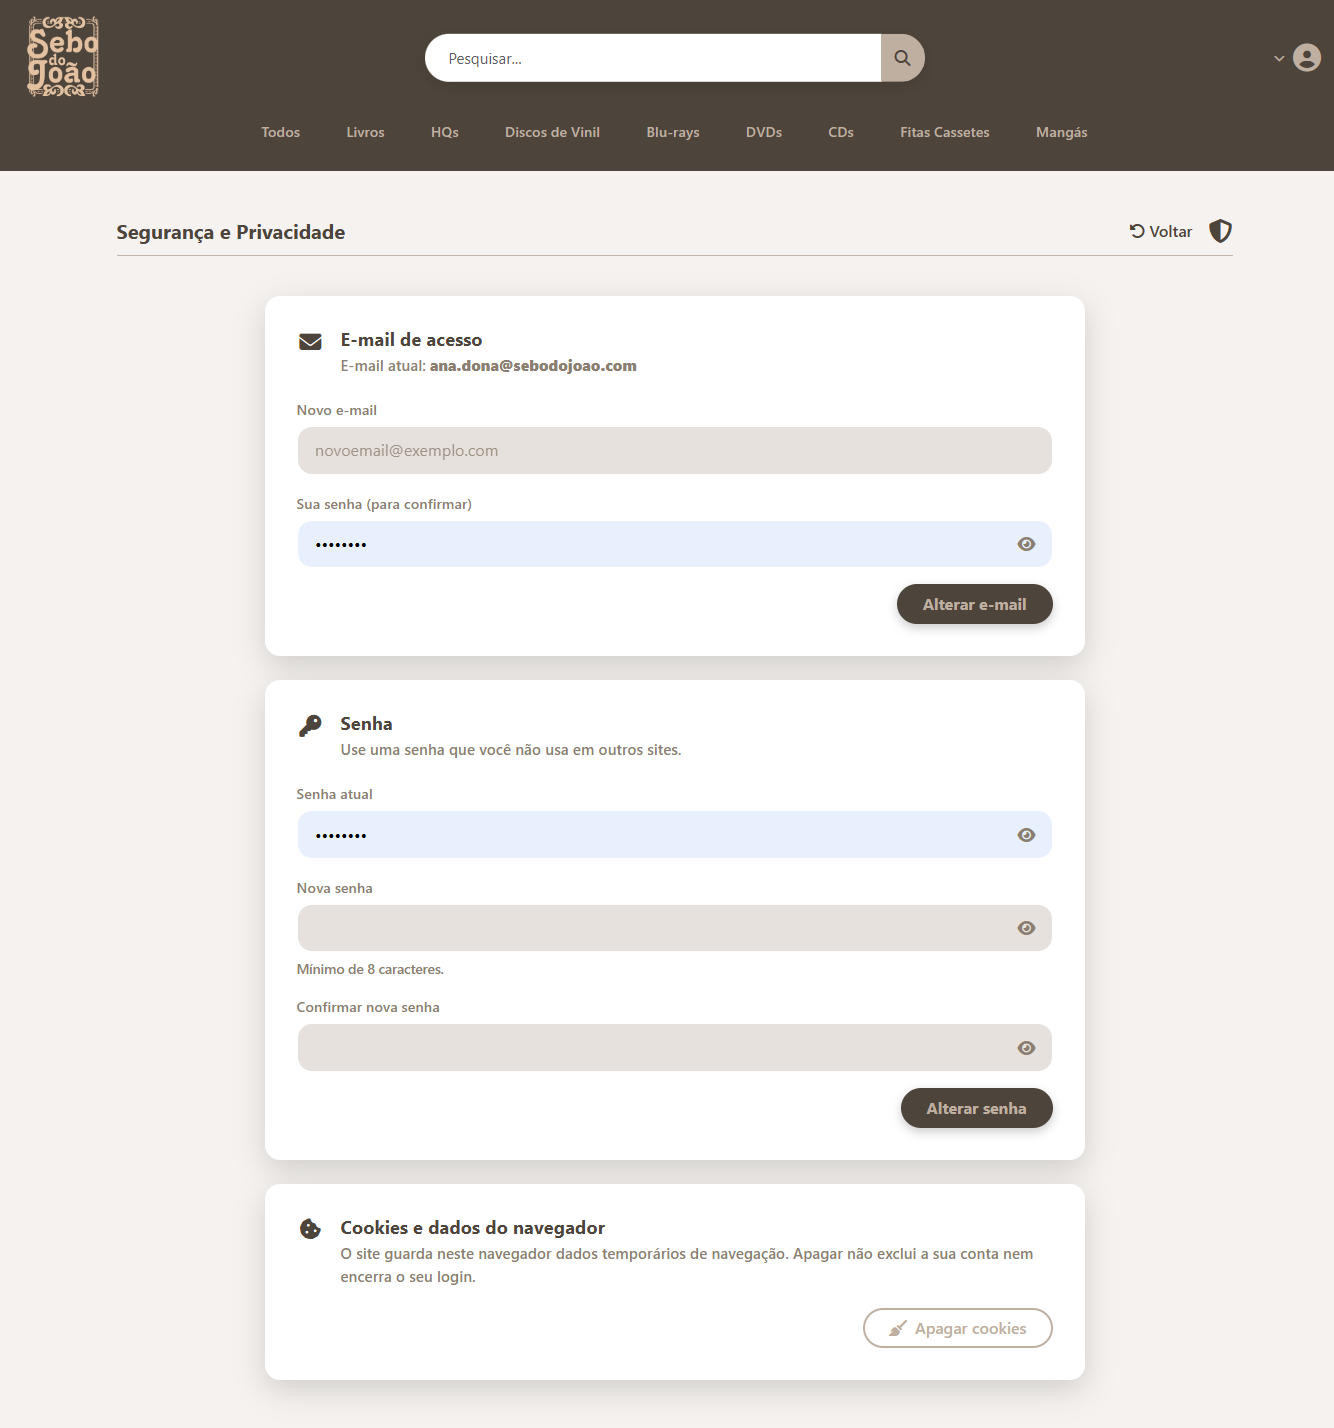 Sebo
do
João
Pesquisar...
Todos
Livros
HQs
Discos de Vinil
Blu-rays
DVDs
CDs
Fitas Cassetes
Mangás
Segurança e Privacidade
Voltar
E-mail de acesso
E-mail atual: ana.dona@sebodojoao.com
Novo e-mail
novoemail@exemplo.com
Sua senha (para confirmar)
••••••••
Alterar e-mail
Senha
Use uma senha que você não usa em outros sites.
Senha atual
••••••••
Nova senha
Mínimo de 8 caracteres.
Confirmar nova senha
Alterar senha
Cookies e dados do navegador
O site guarda neste navegador dados temporários de navegação. Apagar não exclui a sua conta nem
encerra o seu login.
Apagar cookies